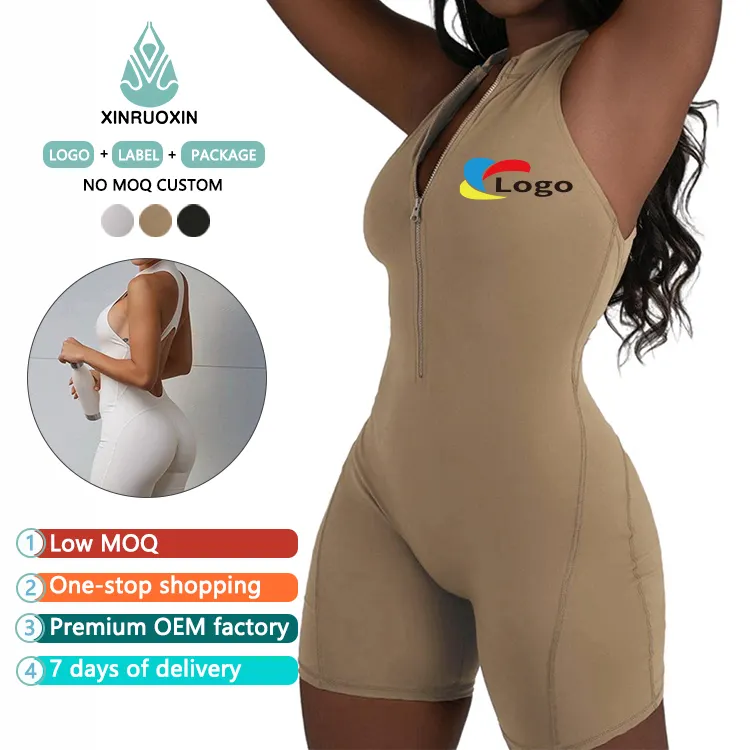 XINRUOXIN
LOGO + LABEL + PACKAGE
NO MOQ CUSTOM
Logo
1 Low MOQ
2 One-stop shopping
3 Premium OEM factory
4 7 days of delivery